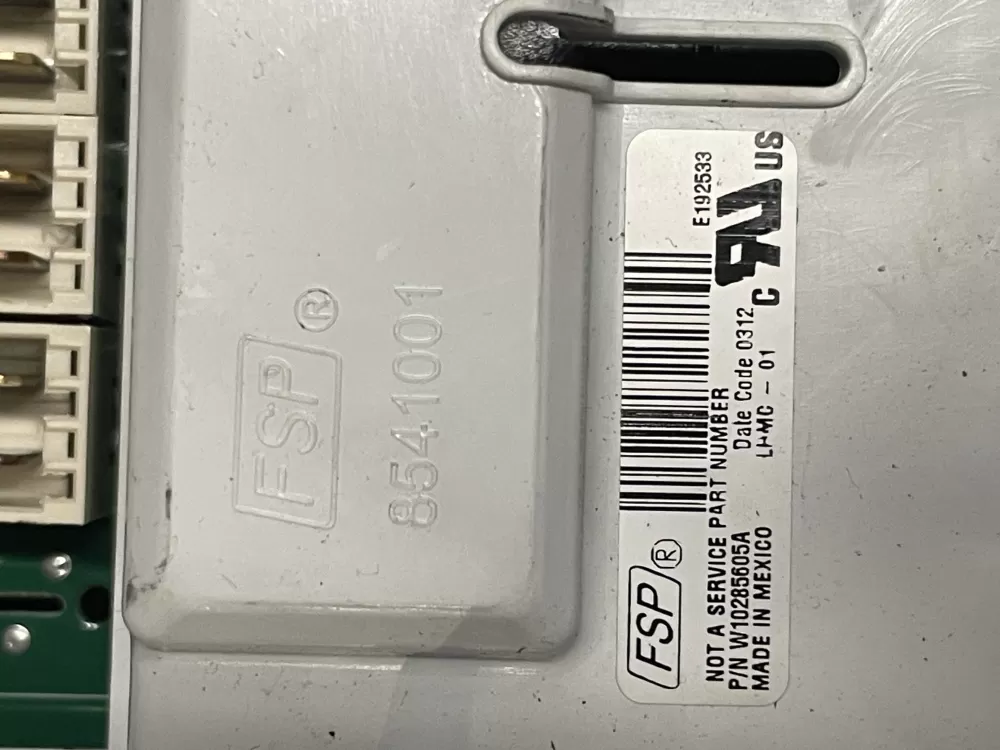 FSP®
8541001
FSP®
E192533
NOT A SERVICE PART NUMBER
P/N W10285605A
Date Code 0312
MADE IN MEXICO
LHMC - 01
C US